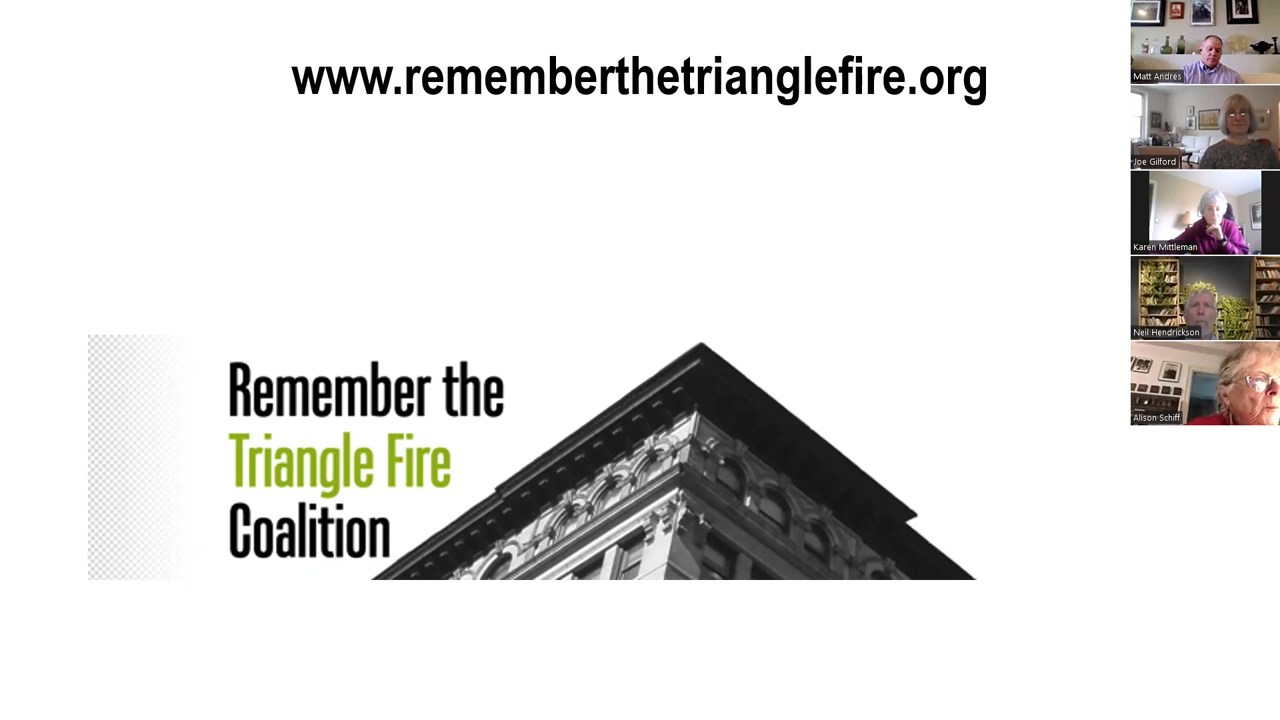 www.rememberthetrianglefire.org
Remember the
Triangle Fire
Coalition
Matt Andres
Joe Gilford
Karen Mittleman
Neil Hendrickson
Alison Schiff